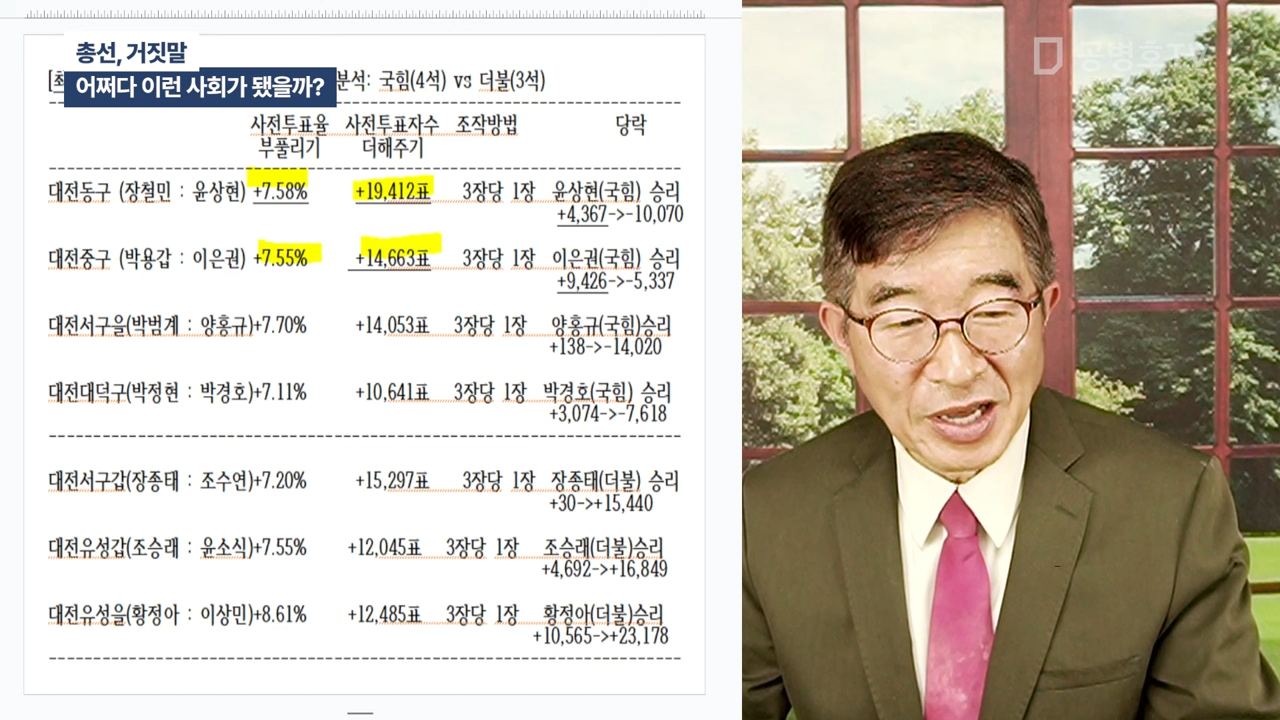 총선, 거짓말
어쩌다 이런 사회가 됐을까?
분석: 국힘(4석) vs 더불(3석)
사전투표율 사전투표자수 조작방법 당락
부풀리기 더해주기
대전동구 (장철민 : 윤상현) +7.58% +19,412표 3장당 1장 윤상현(국힘) 승리
+4,367->-10,070
대전중구 (박용갑 : 이은권) +7.55% +14,663표 3장당 1장 이은권(국힘) 승리
+9,426->-5,337
대전서구을(박범계 : 양홍규)+7.70% +14,053표 3장당 1장 양홍규(국힘)승리
+138->-14,020
대전대덕구(박정현 : 박경호)+7.11% +10,641표 3장당 1장 박경호(국힘) 승리
+3,074->-7,618
대전서구갑(장종태 : 조수연)+7.20% +15,297표 3장당 1장 장종태(더불) 승리
+30->+15,440
대전유성갑(조승래 : 윤소식)+7.55% +12,045표 3장당 1장 조승래(더불)승리
+4,692->+16,849
대전유성을(황정아 : 이상민)+8.61% +12,485표 3장당 1장 황정아(더불)승리
+10,565->+23,178
공병호TV